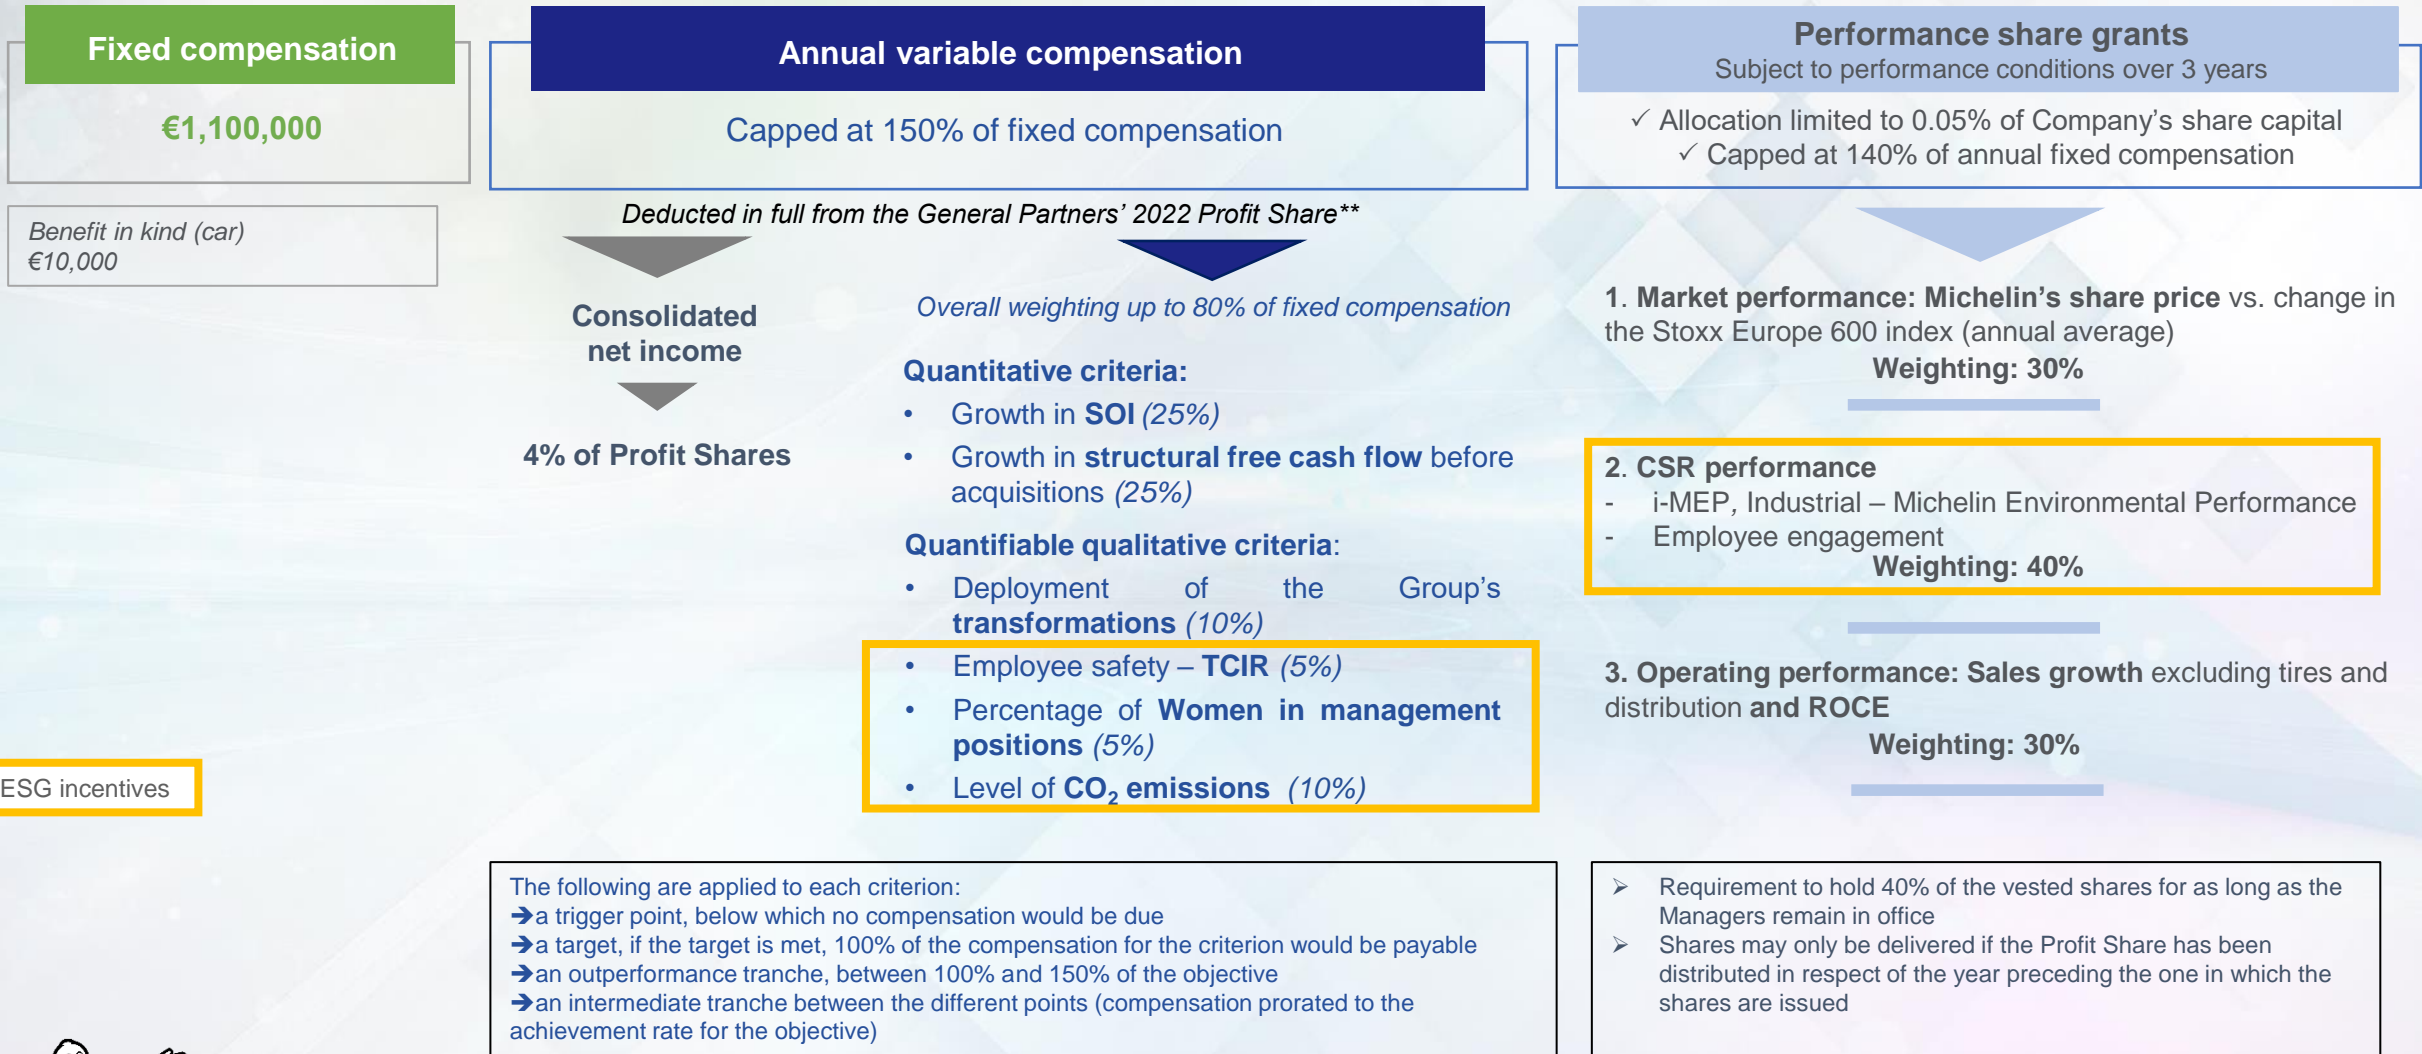 Fixed compensation
€1,100,000
Benefit in kind (car)
€10,000
ESG incentives
Annual variable compensation
Capped at 150% of fixed compensation
Deducted in full from the General Partners' 2022 Profit Share**
Consolidated
net income
4% of Profit Shares
Overall weighting up to 80% of fixed compensation
Quantitative criteria:
• Growth in SOI (25%)
• Growth in structural free cash flow before
acquisitions (25%)
Quantifiable qualitative criteria:
• Deployment of the Group's
transformations (10%)
• Employee safety – TCIR (5%)
• Percentage of Women in management
positions (5%)
• Level of CO₂ emissions (10%)
The following are applied to each criterion:
➔a trigger point, below which no compensation would be due
➔a target, if the target is met, 100% of the compensation for the criterion would be payable
➔an outperformance tranche, between 100% and 150% of the objective
➔an intermediate tranche between the different points (compensation prorated to the
achievement rate for the objective)
Performance share grants
Subject to performance conditions over 3 years
✓ Allocation limited to 0.05% of Company's share capital
✓ Capped at 140% of annual fixed compensation
1. Market performance: Michelin's share price vs. change in
the Stoxx Europe 600 index (annual average)
Weighting: 30%
2. CSR performance
- i-MEP, Industrial – Michelin Environmental Performance
- Employee engagement
Weighting: 40%
3. Operating performance: Sales growth excluding tires and
distribution and ROCE
Weighting: 30%
➢ Requirement to hold 40% of the vested shares for as long as the
Managers remain in office
➢ Shares may only be delivered if the Profit Share has been
distributed in respect of the year preceding the one in which the
shares are issued